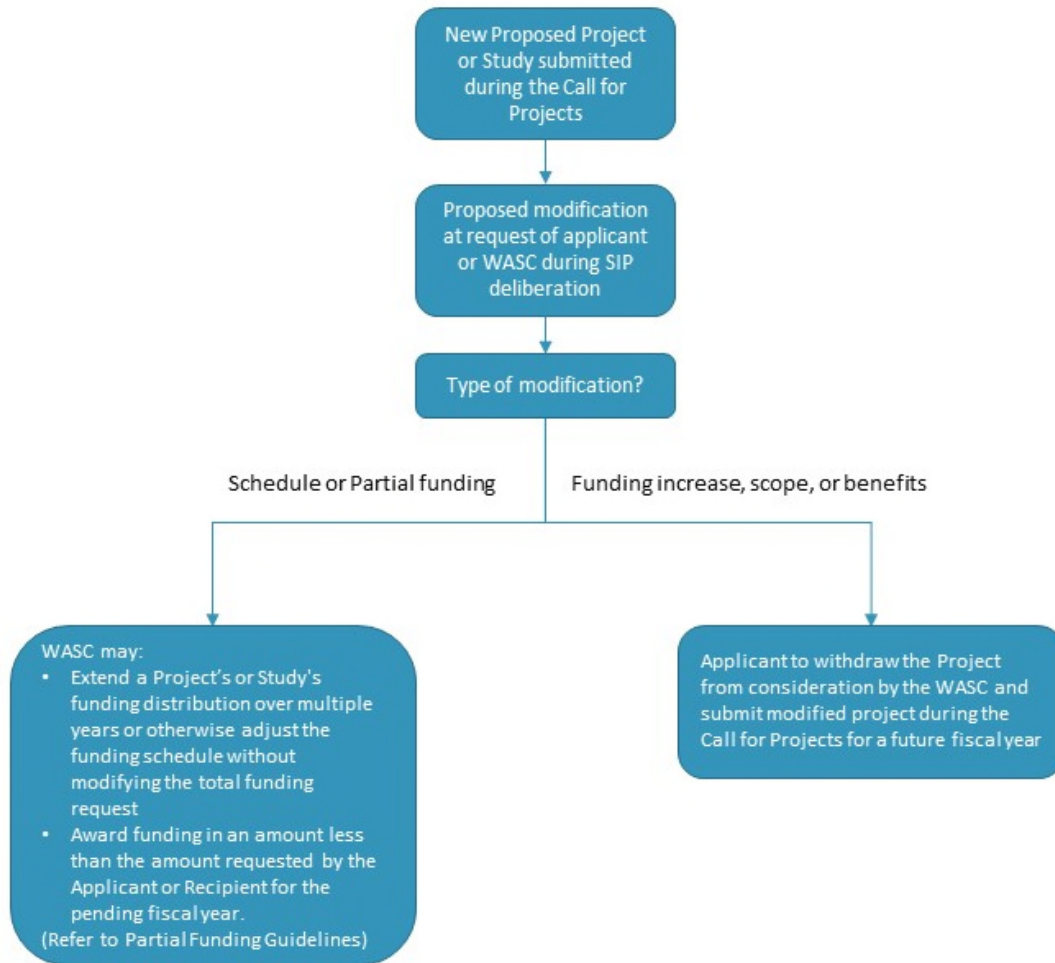 New Proposed Project
or Study submitted
during the Call for
Projects
Proposed modification
at request of applicant
or WASC during SIP
deliberation
Type of modification?
Schedule or Partial funding
Funding increase, scope, or benefits
WASC may:
• Extend a Project's or Study's
funding distribution over multiple
years or otherwise adjust the
funding schedule without
modifying the total funding
request
• Award funding in an amount less
than the amount requested by the
Applicant or Recipient for the
pending fiscal year.
(Refer to Partial Funding Guidelines)
Applicant to withdraw the Project
from consideration by the WASC and
submit modified project during the
Call for Projects for a future fiscal year